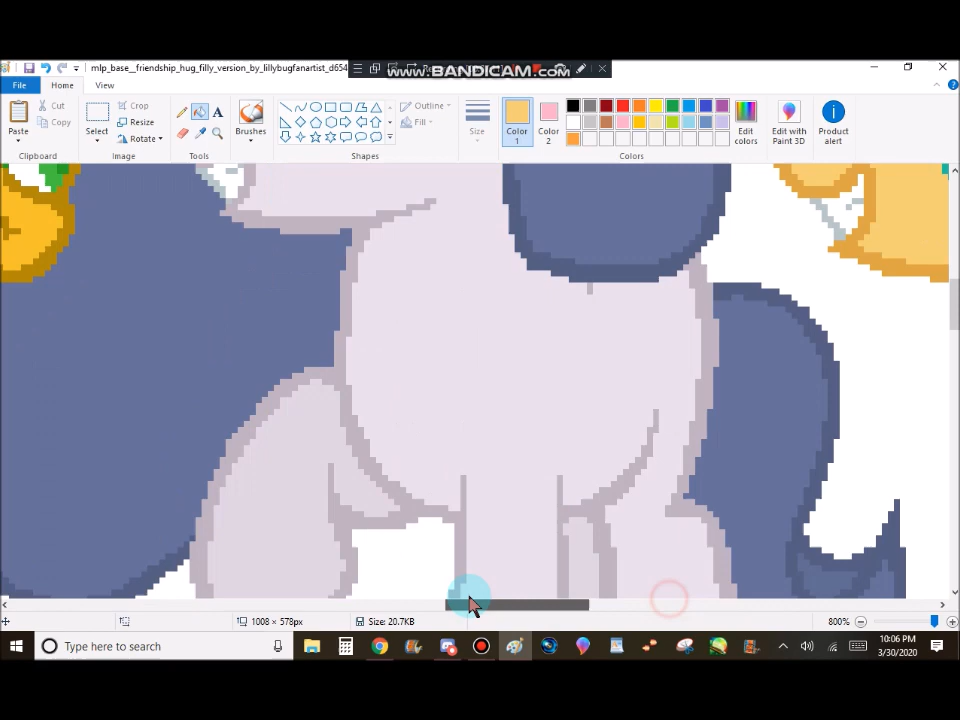 mlp_base__friendship_hug_filly_version_by_lillybugfanartist_d654
www.BANDICAM.com
File
Home
View
Paste
Cut
Copy
Clipboard
Select
Crop
Resize
Rotate
Image
A
Tools
Brushes
Outline
Fill
Shapes
Size
Color
1
Color
2
Edit
colors
Colors
Edit with
Paint 3D
Product
alert
1008 × 578px
Size: 20.7KB
800%
Type here to search
10:06 PM
3/30/2020